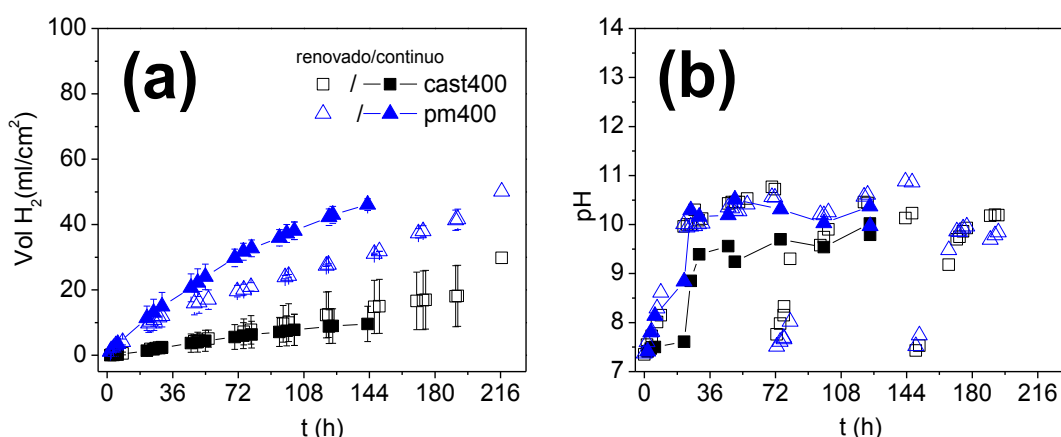 (a)
renovado/continuo
/ cast400
/ pm400
Vol H2(ml/cm2)
100
80
60
40
20
0
0 36 72 108 144 180 216
t (h)
(b)
pH
14
13
12
11
10
9
8
7
0 36 72 108 144 180 216
t (h)